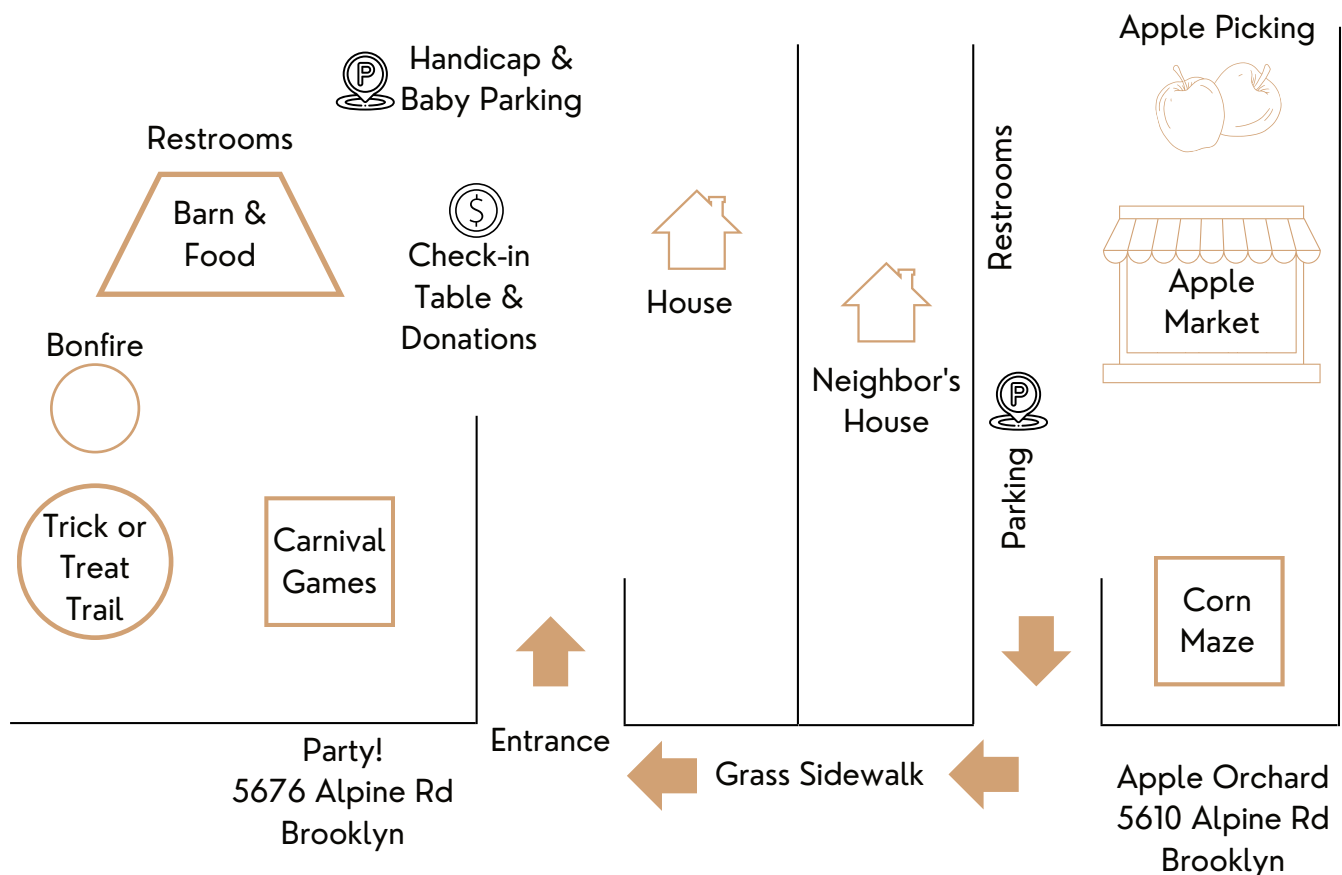 Handicap &
Baby Parking
Apple Picking
Restrooms
Barn &
Food
Check-in
Table &
Donations
House
Neighbor's
House
Restrooms
Parking
Apple
Market
Bonfire
Trick or
Treat
Trail
Carnival
Games
Corn
Maze
Entrance
Grass Sidewalk
Party!
5676 Alpine Rd
Brooklyn
Apple Orchard
5610 Alpine Rd
Brooklyn
P
$
P